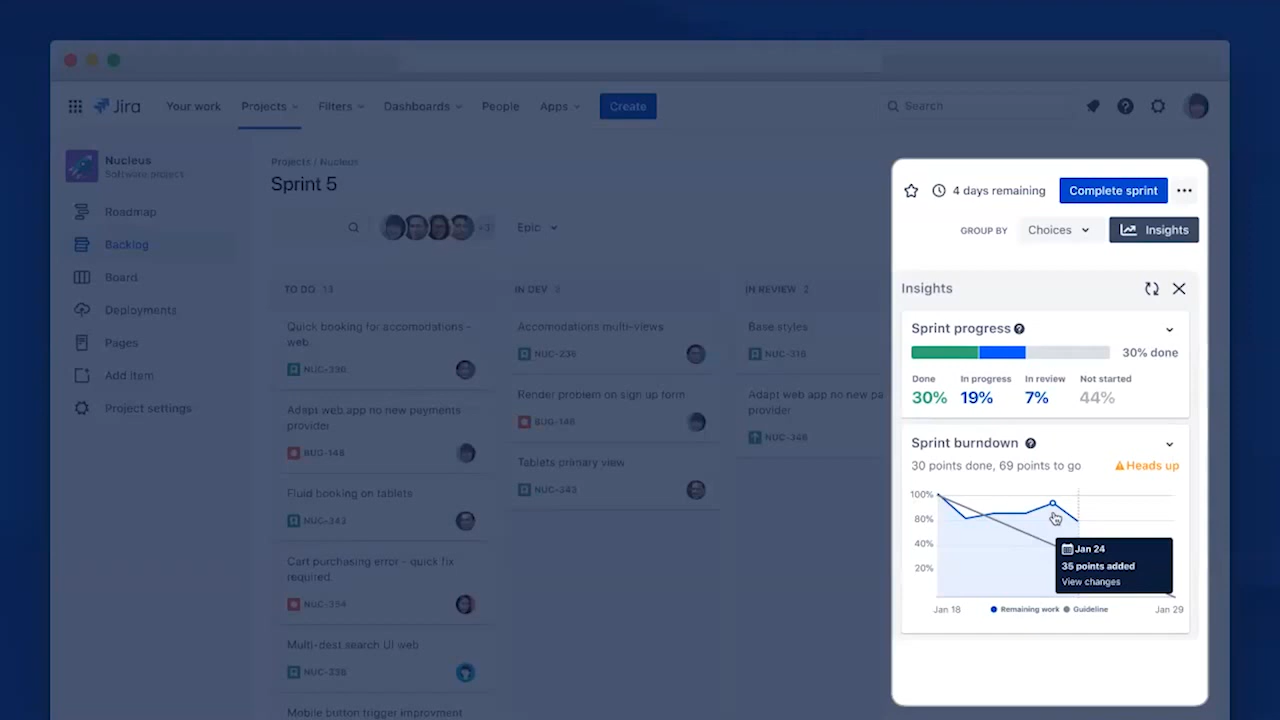 Jira
Your work
Projects
Filters
Dashboards
People
Apps
Create
Search
Nucleus
Software project
Roadmap
Backlog
Board
Deployments
Pages
Add item
Project settings
Projects / Nucleus
Sprint 5
+3
Epic
4 days remaining
Complete sprint
GROUP BY
Choices
Insights
TO DO 13
Quick booking for accomodations -
web
NUC-336
Adapt web app no new payments
provider
BUG-148
Fluid booking on tablets
NUC-343
Cart purchasing error - quick fix
required.
NUC-354
Multi-dest search UI web
NUC-338
Mobile button trigger improvment
IN DEV 2
Accomodations multi-views
NUC-238
Render problem on sign up form
BUG-146
Tablets primary view
NUC-343
IN REVIEW 2
Base styles
NUC-316
Adapt web app no new pa
provider
NUC-346
Insights
Sprint progress
30% done
Done In progress In review Not started
30% 19% 7% 44%
Sprint burndown
30 points done, 69 points to go
Heads up
100%
80%
40%
20%
Jan 24
35 points added
View changes
Jan 18
Remaining work
Guideline
Jan 29